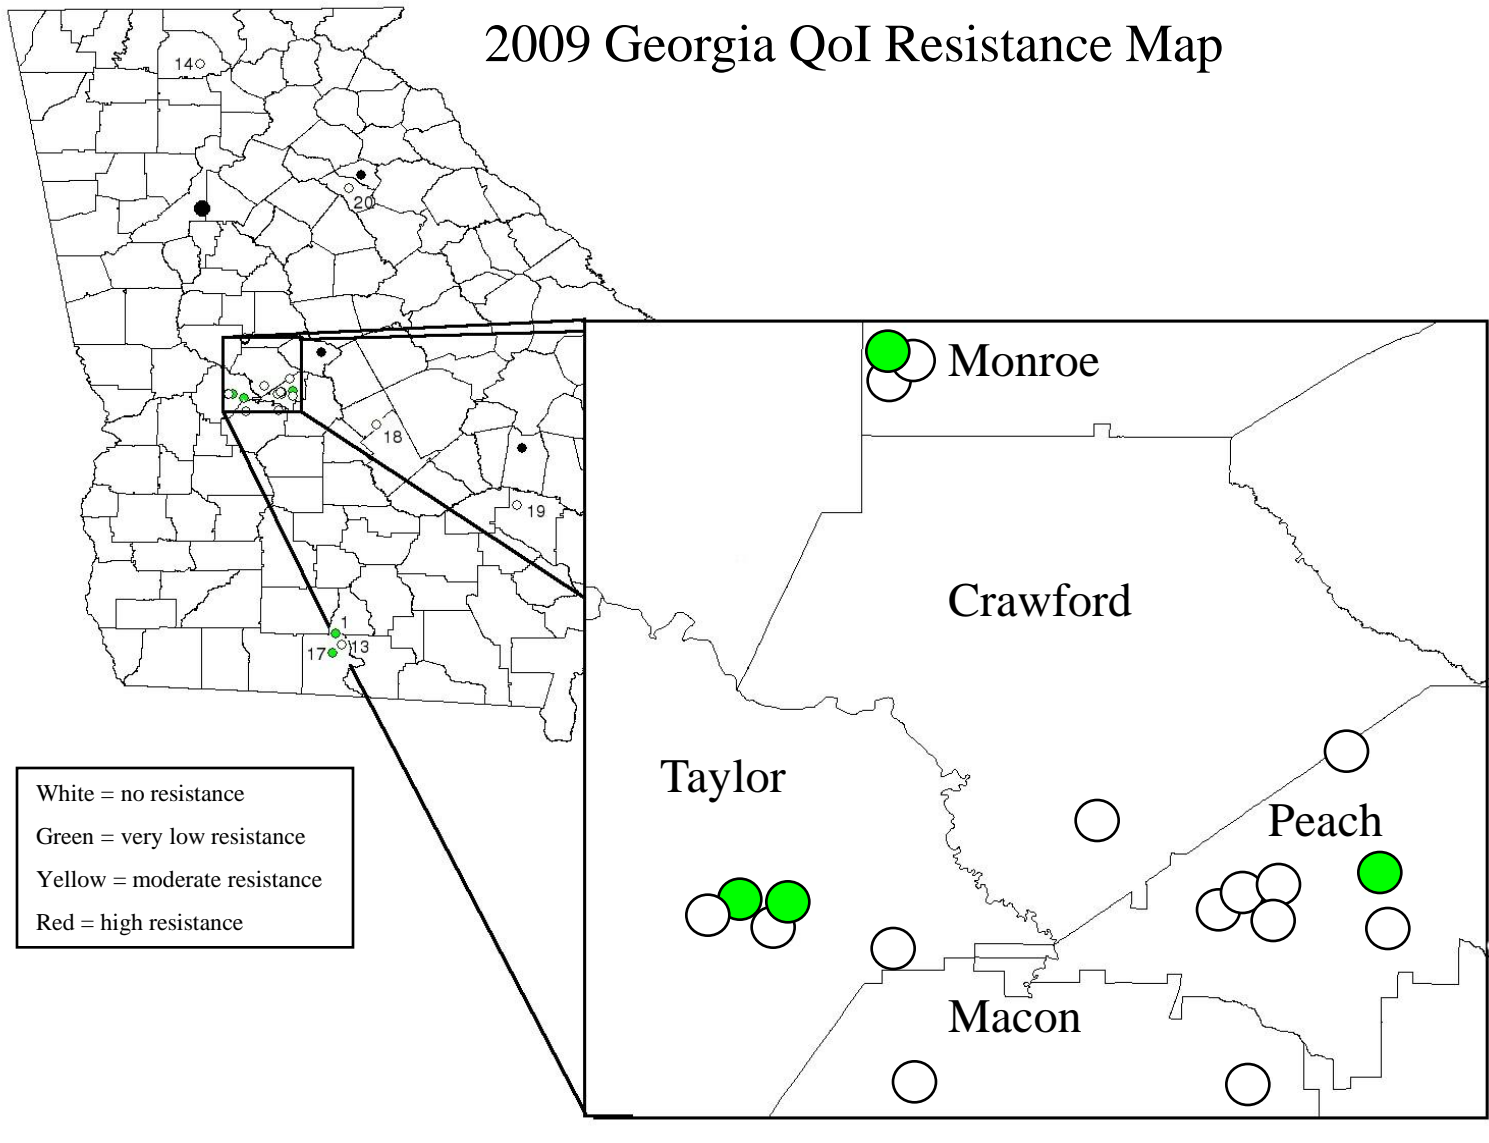 2009 Georgia QoI Resistance Map
14
20
18
19
1
13
17
Monroe
Crawford
Taylor
Peach
Macon
White = no resistance
Green = very low resistance
Yellow = moderate resistance
Red = high resistance